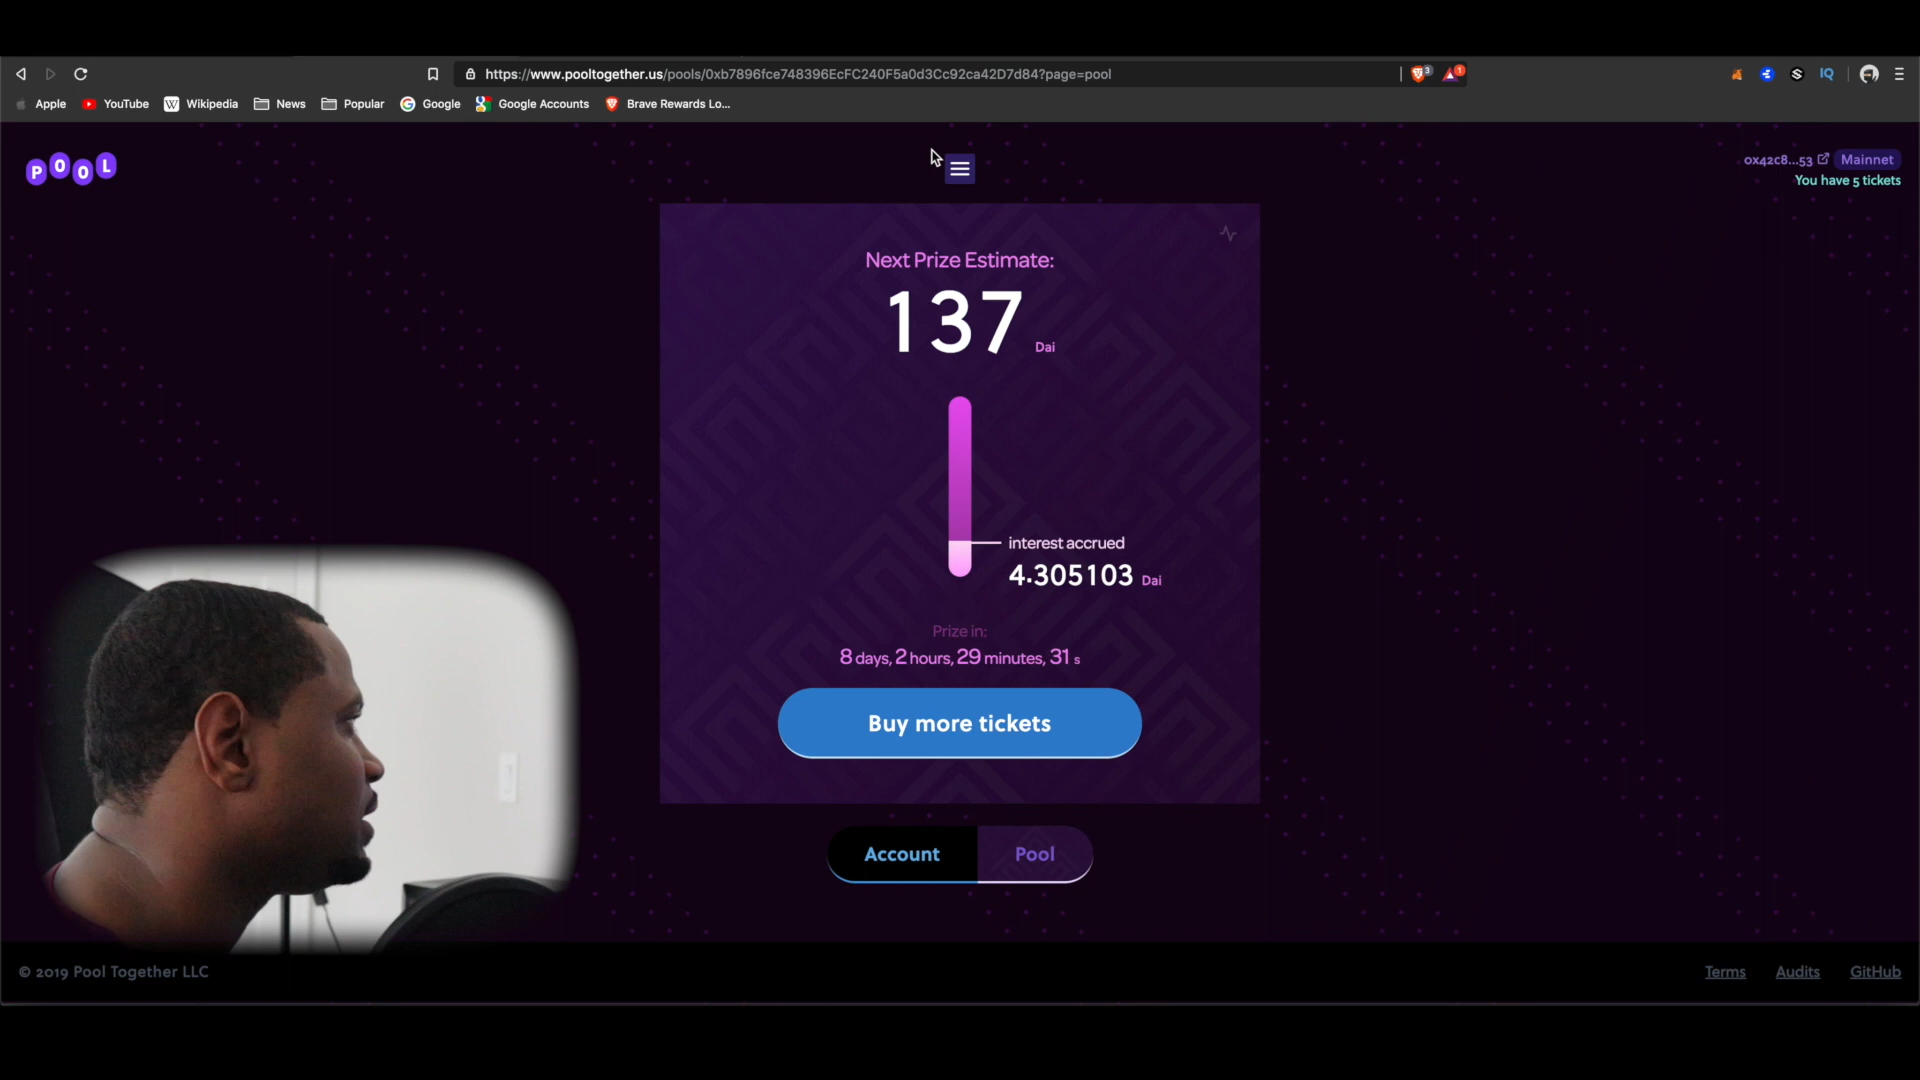 https://www.pooltogether.us/pools/0xb7896fce748396EcFC240F5a0d3Cc92ca42D7d84?page=pool
3
1
IQ
Apple YouTube W Wikipedia News Popular Google Google Accounts Brave Rewards Lo...
POOL
0x42c8...53 Mainnet
You have 5 tickets
Next Prize Estimate:
137 Dai
interest accrued
4.305103 Dai
Prize in:
8 days, 2 hours, 29 minutes, 31 s
Buy more tickets
Account Pool
© 2019 Pool Together LLC
Terms Audits GitHub